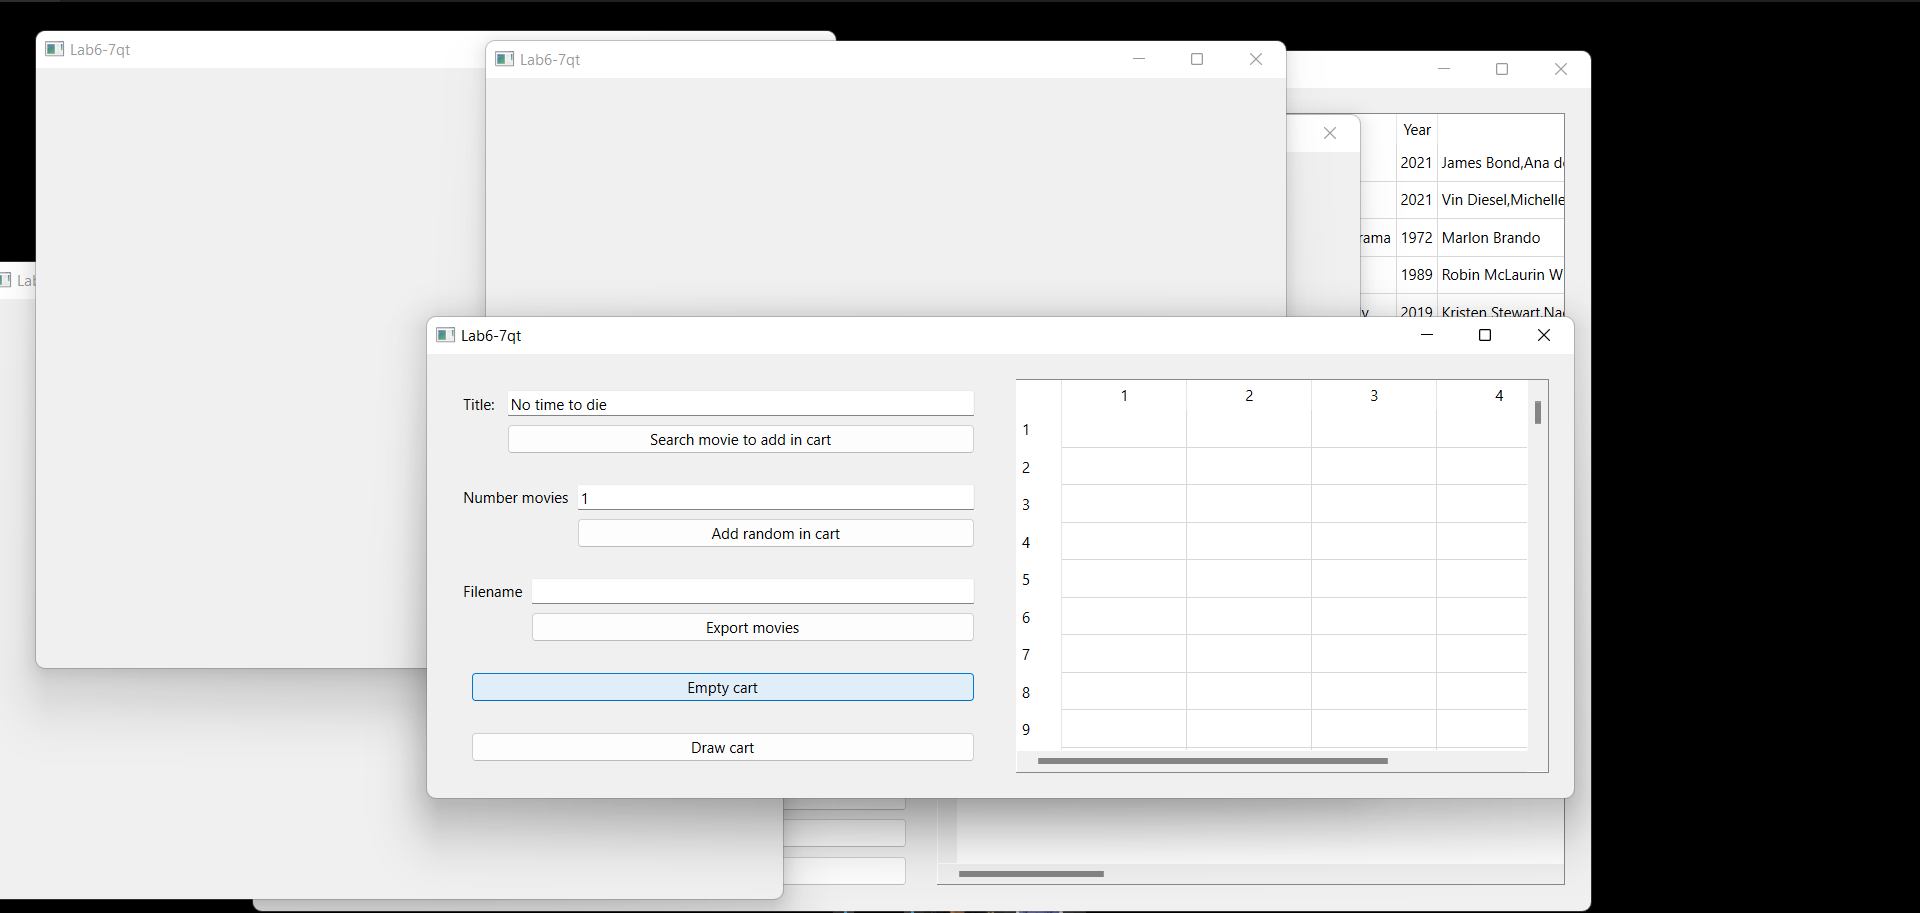 Lab6-7qt
Lab6-7qt
Year
2021 James Bond,Ana d
2021 Vin Diesel,Michelle
rama 1972 Marlon Brando
1989 Robin McLaurin W
y 2019 Kristen Stewart,Na
Lab
Lab6-7qt
Title: No time to die
Search movie to add in cart
Number movies 1
Add random in cart
Filename
Export movies
Empty cart
Draw cart
1 2 3 4
1
2
3
4
5
6
7
8
9